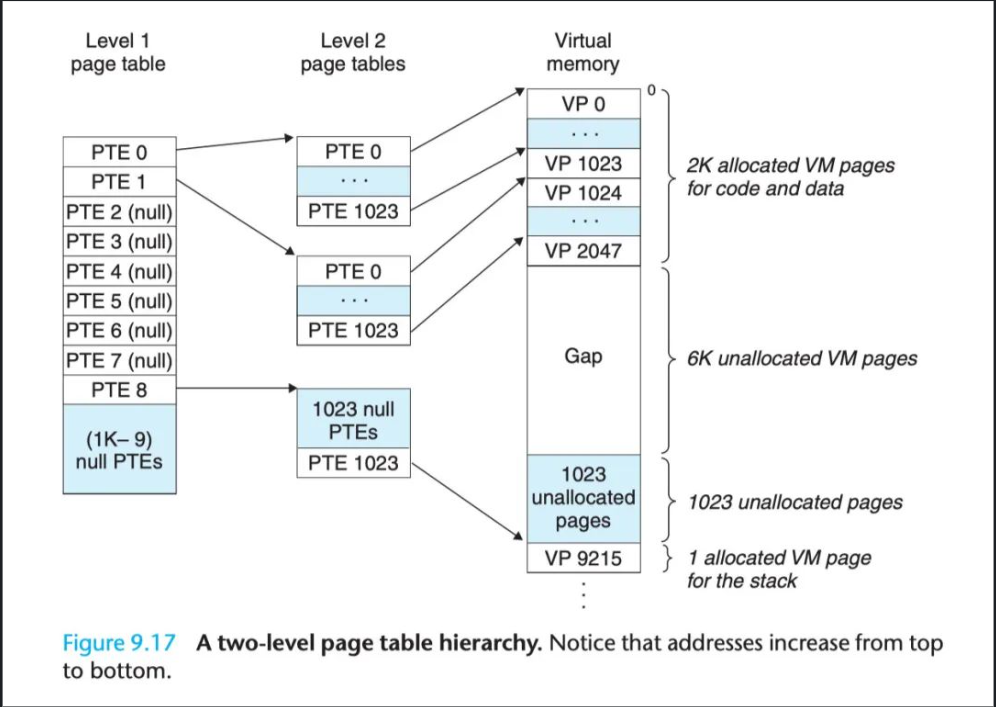 Level 1
page table
Level 2
page tables
Virtual
memory
PTE 0
PTE 1
PTE 2 (null)
PTE 3 (null)
PTE 4 (null)
PTE 5 (null)
PTE 6 (null)
PTE 7 (null)
PTE 8
(1K– 9)
null PTEs
PTE 0
. . .
PTE 1023
PTE 0
. . .
PTE 1023
1023 null
PTEs
PTE 1023
0
VP 0
. . .
VP 1023
VP 1024
. . .
VP 2047
Gap
1023
unallocated
pages
VP 9215
2K allocated VM pages
for code and data
6K unallocated VM pages
1023 unallocated pages
1 allocated VM page
for the stack
Figure 9.17 A two-level page table hierarchy. Notice that addresses increase from top
to bottom.